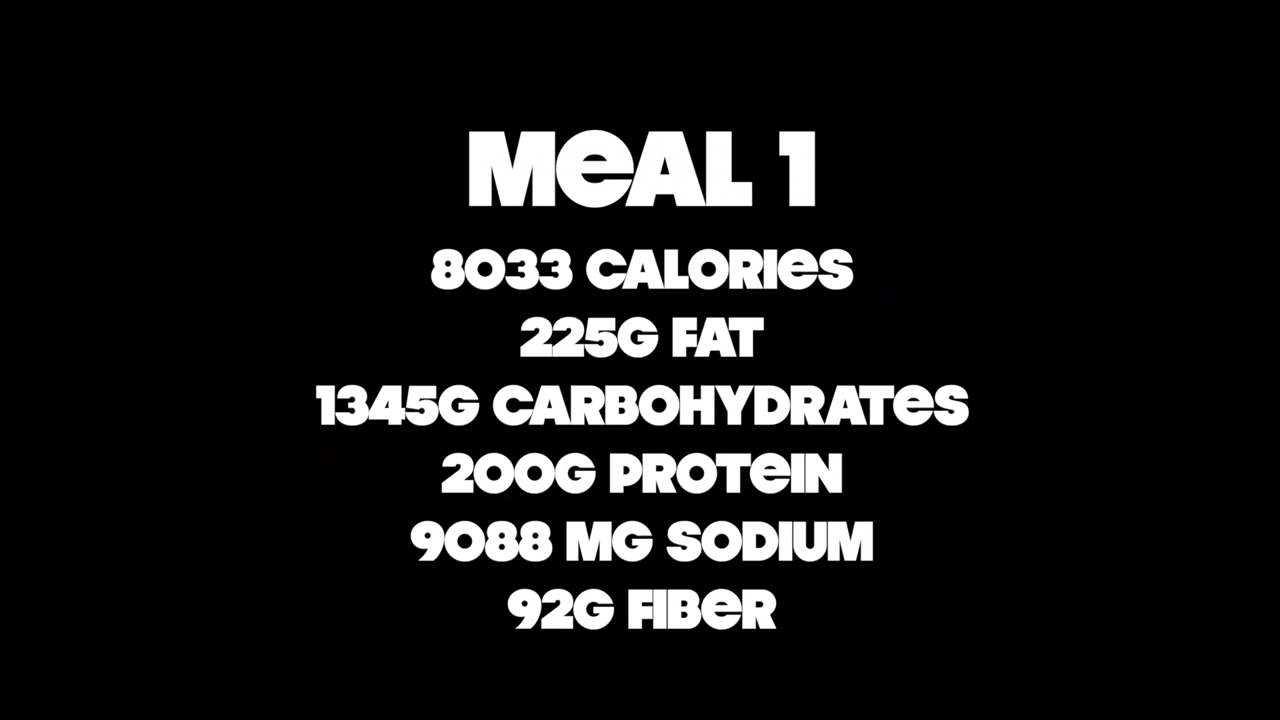 MeAL 1
8033 CALORIeS
225G FAT
1345G CARBOHYDRATeS
200G PROTeIN
9088 MG SODIUM
92G FIBeR